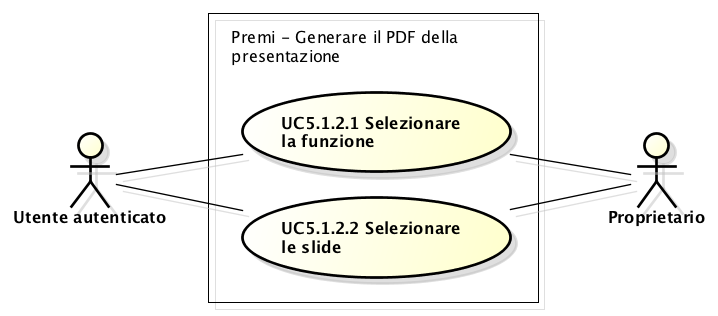 Premi - Generare il PDF della
presentazione
UC5.1.2.1 Selezionare
la funzione
Utente autenticato
Proprietario
UC5.1.2.2 Selezionare
le slide